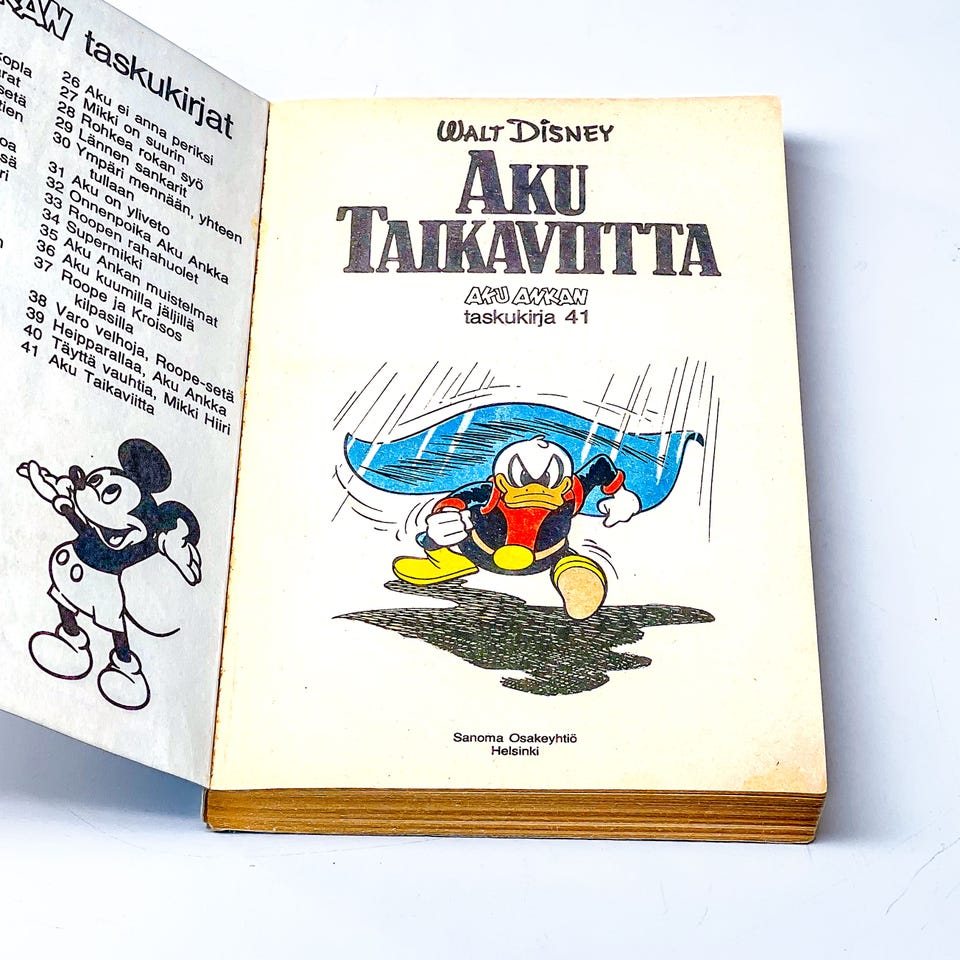 taskukirjat
26 Aku ei anna periksi
27 Mikki on suurin
28 Rohkea rokan syö
29 Lännen sankarit
30 Ympäri mennään, yhteen
tullaan
31 Aku on yliveto
32 Onnenpoika Aku Ankka
33 Roopen rahahuolet
34 Supermikki
35 Aku Ankan muistelmat
36 Aku kuumilla jäljillä
37 Roope ja Kroisos
kilpasilla
38 Varo velhoja, Roope-setä
39 Heipparallaa, Aku Ankka
40 Täyttä vauhtia, Mikki Hiiri
41 Aku Taikaviitta
WALT DISNEY
AKU
TAIKAVIITTA
AKU ANKAN
taskukirja 41
Sanoma Osakeyhtiö
Helsinki